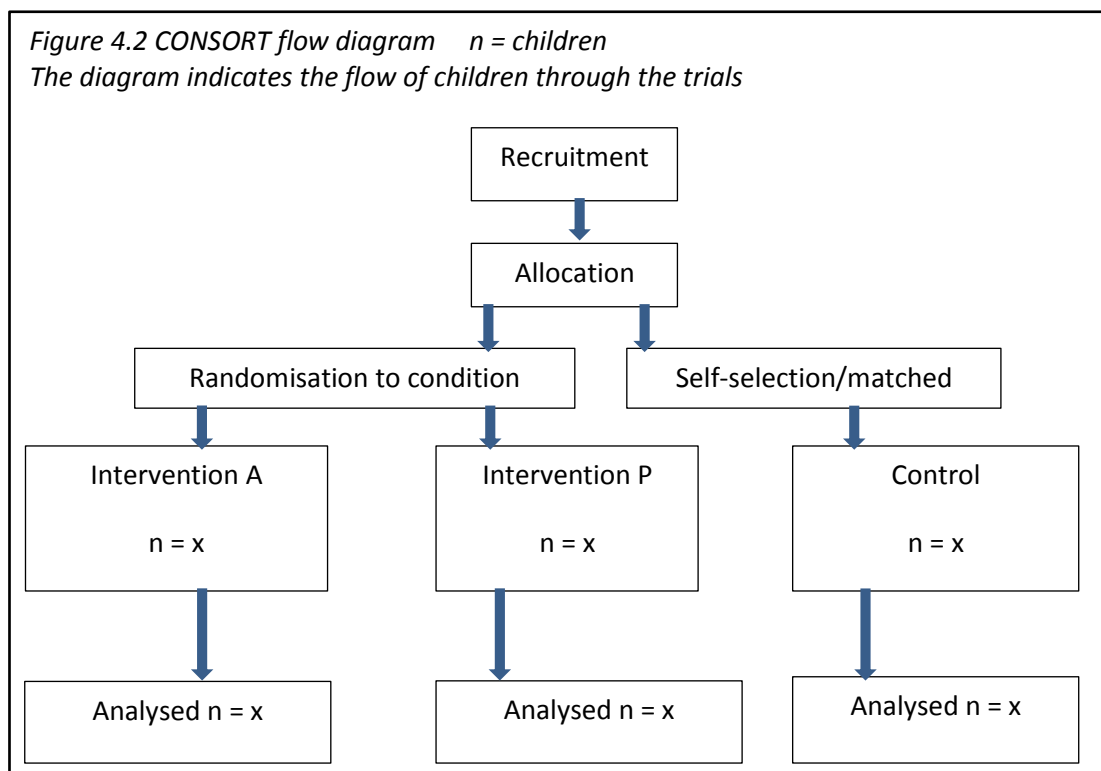 Figure 4.2 CONSORT flow diagram n = children
The diagram indicates the flow of children through the trials
Recruitment
Allocation
Randomisation to condition
Self-selection/matched
Intervention A
n = x
Intervention P
n = x
Control
n = x
Analysed n = x
Analysed n = x
Analysed n = x